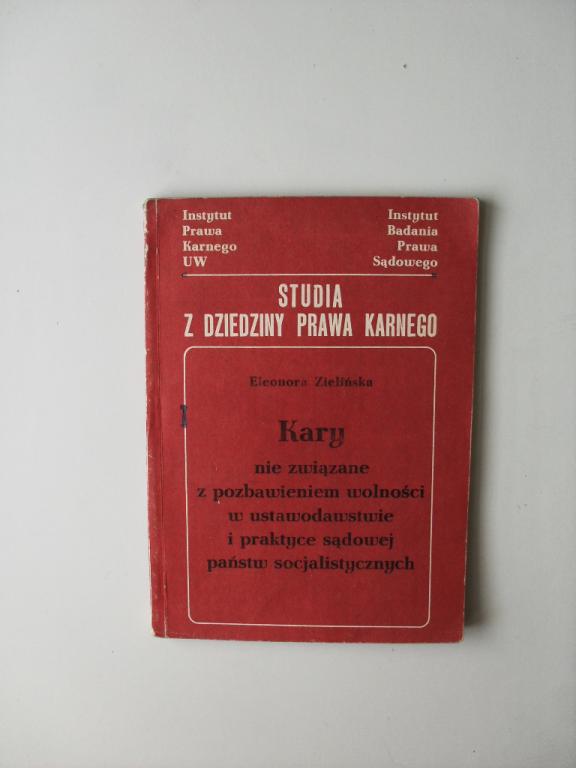 Instytut
Prawa
Karnego
UW
Instytut
Badania
Prawa
Sądowego
STUDIA
Z DZIEDZINY PRAWA KARNEGO
Eleonora Zielińska
Kary
nie związane
z pozbawieniem wolności
w ustawodawstwie
i praktyce sądowej
państw socjalistycznych